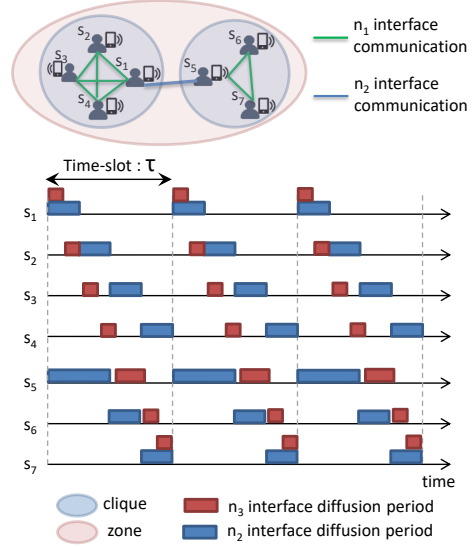 s₂
s₃
s₁
s₄
s₆
s₅
s₇
n₁ interface
communication
n₂ interface
communication
Time-slot : τ
s₁
s₂
s₃
s₄
s₅
s₆
s₇
time
clique
n₃ interface diffusion period
zone
n₂ interface diffusion period